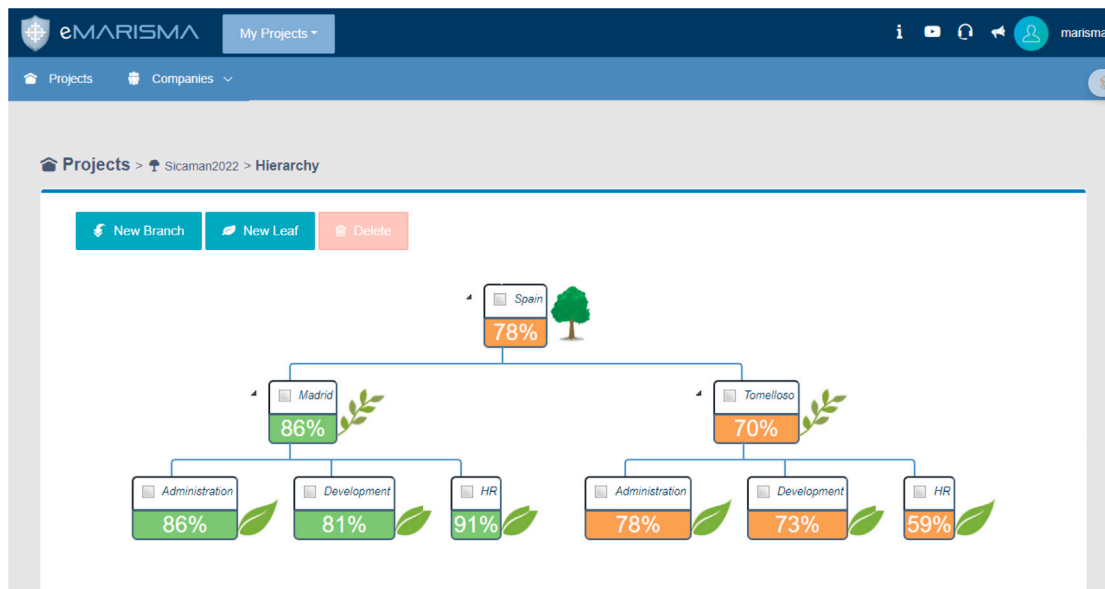 eMARISMA
My Projects
marisma
Projects
Companies
Projects > Sicaman2022 > Hierarchy
New Branch
New Leaf
Delete
Spain
78%
Madrid
86%
Tomelloso
70%
Administration
86%
Development
81%
HR
91%
Administration
78%
Development
73%
HR
59%